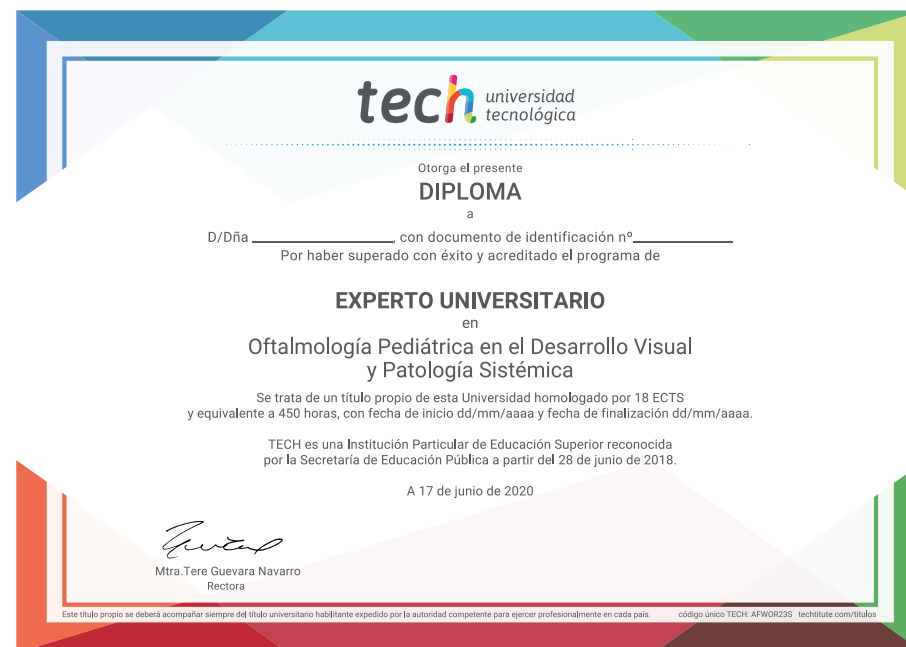 tech universidad
tecnológica
Otorga el presente
DIPLOMA
a
D/Dña ____________________, con documento de identificación nº______________
Por haber superado con éxito y acreditado el programa de
EXPERTO UNIVERSITARIO
en
Oftalmología Pediátrica en el Desarrollo Visual
y Patología Sistémica
Se trata de un título propio de esta Universidad homologado por 18 ECTS
y equivalente a 450 horas, con fecha de inicio dd/mm/aaaa y fecha de finalización dd/mm/aaaa.
TECH es una Institución Particular de Educación Superior reconocida
por la Secretaría de Educación Pública a partir del 28 de junio de 2018.
A 17 de junio de 2020
Mtra.Tere Guevara Navarro
Rectora
Este título propio se deberá acompañar siempre del título universitario habilitante expedido por la autoridad competente para ejercer profesionalmente en cada país. código único TECH: AFWOR23S techtitute.com/titulos